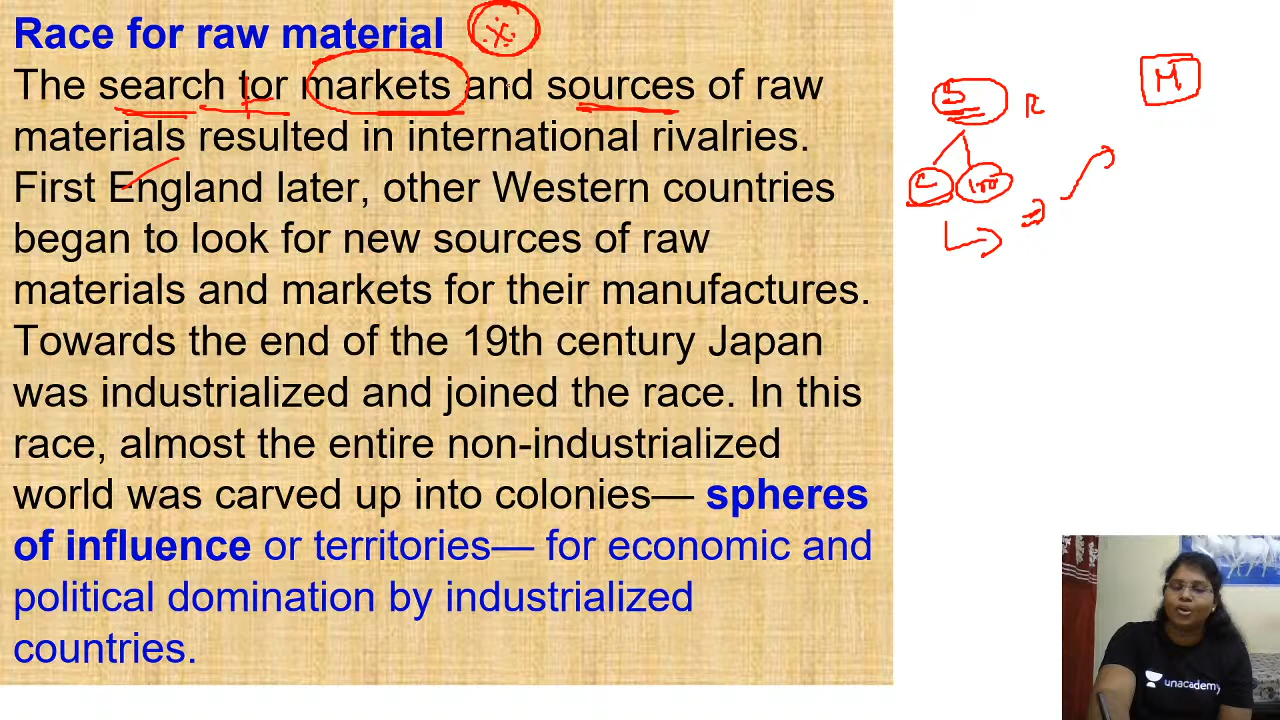 Race for raw material
The search tor markets and sources of raw
materials resulted in international rivalries.
First England later, other Western countries
began to look for new sources of raw
materials and markets for their manufactures.
Towards the end of the 19th century Japan
was industrialized and joined the race. In this
race, almost the entire non-industrialized
world was carved up into colonies— spheres
of influence or territories— for economic and
political domination by industrialized
countries.
R
M
unacademy